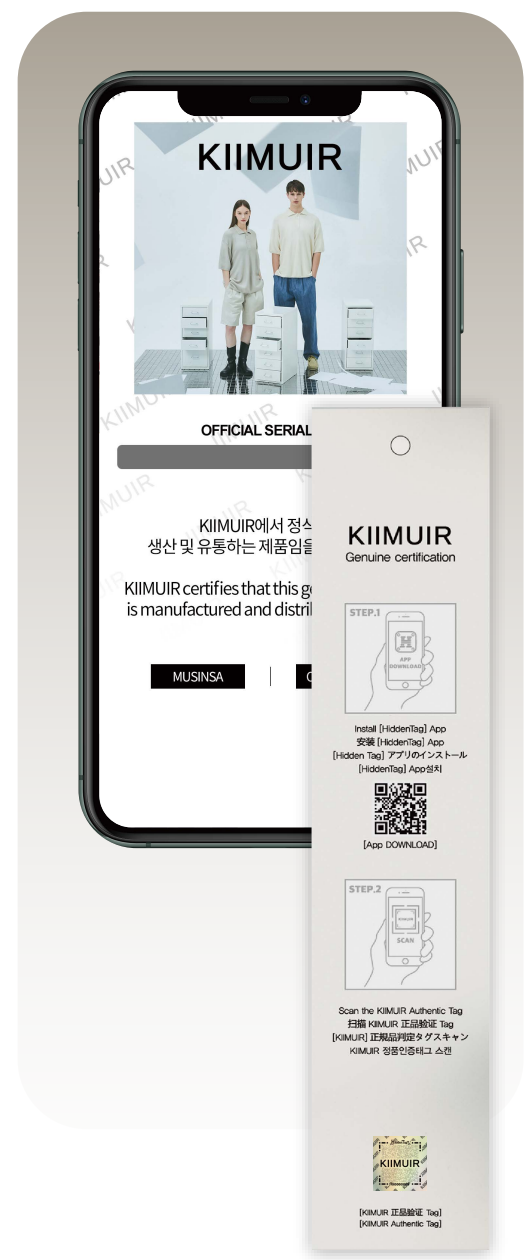 KIIMUIR
OFFICIAL SERIAL
KIIMUIR에서 정식
생산 및 유통하는 제품임을
KIIMUIR certifies that this
is manufactured and
MUSINSA
KIIMUIR
Genuine certification
STEP.1
APP
DOWNLOAD
Install [HiddenTag] App
安装 [HiddenTag] App
[Hidden Tag] アプリのインストール
[HiddenTag] App설치
[App DOWNLOAD]
STEP.2
KIIMUIR
SCAN
Scan the KIIMUIR Authentic Tag
扫描 KIIMUIR 正品验证 Tag
[KIIMUIR] 正規品判定タグスキャン
KIIMUIR 정품인증태그 스캔
KIIMUIR
[KIIMUIR 正品验证 Tag]
[KIIMUIR Authentic Tag]